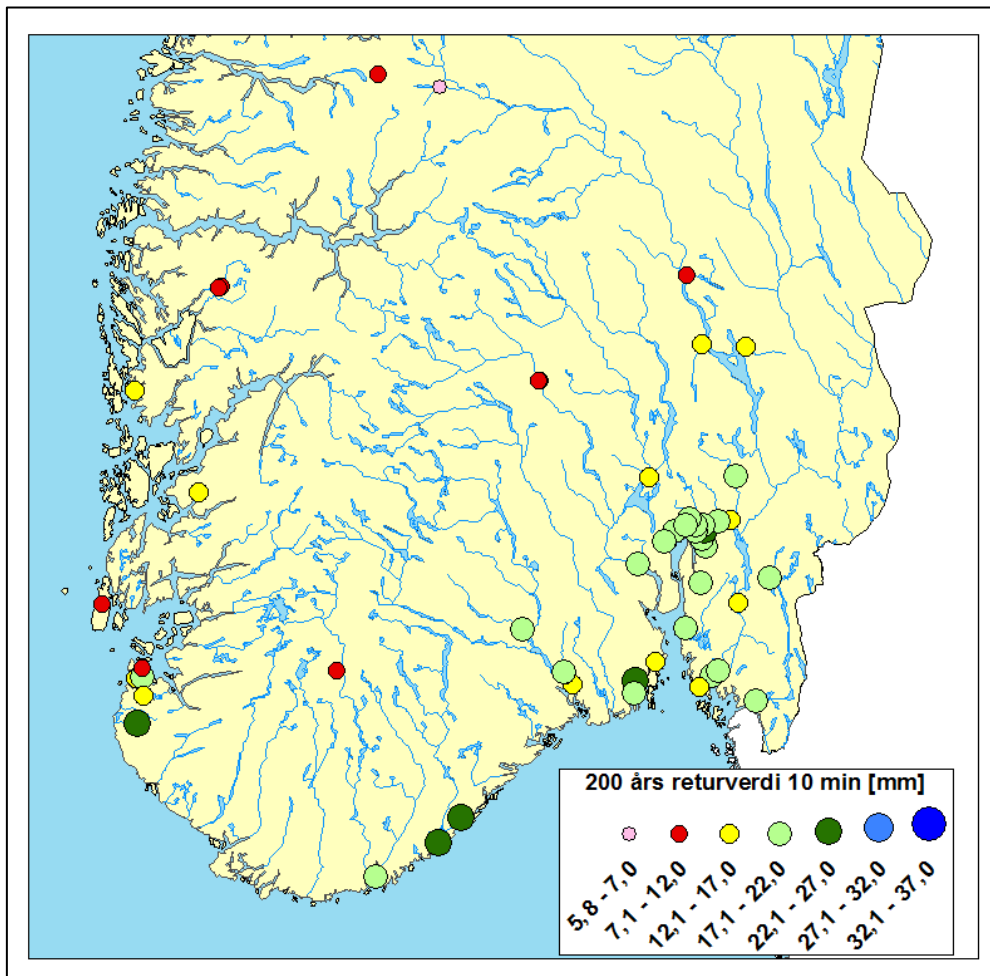 200 års returverdi 10 min [mm]
5,8 - 7,0
7,1 - 12,0
12,1 - 17,0
17,1 - 22,0
22,1 - 27,0
27,1 - 32,0
32,1 - 37,0